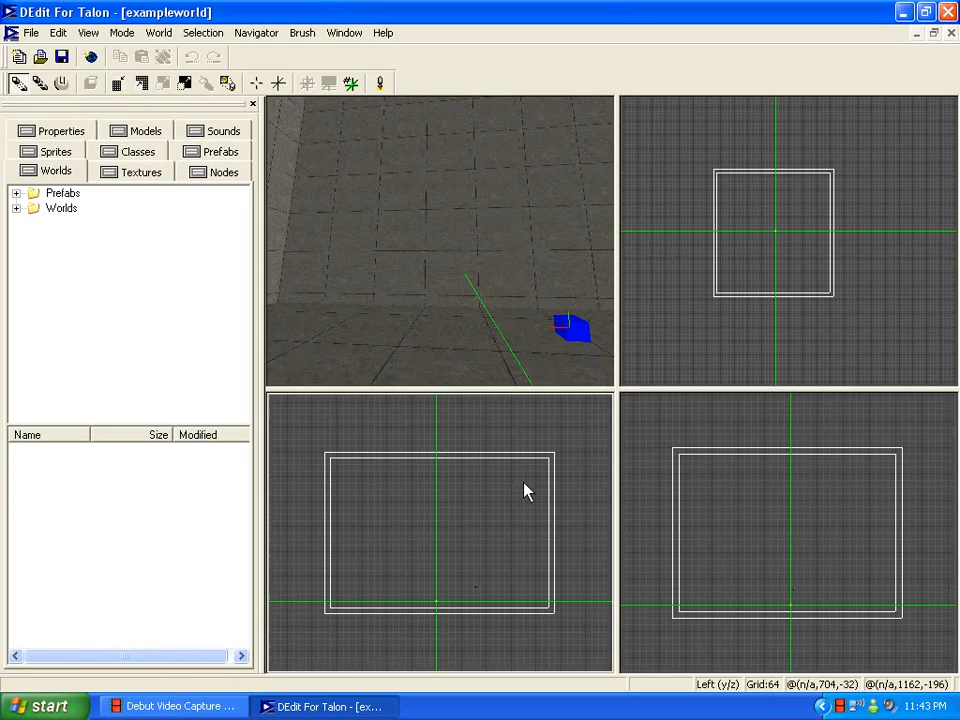 DEdit For Talon - [exampleworld]
File Edit View Mode World Selection Navigator Brush Window Help
Properties Models Sounds
Sprites Classes Prefabs
Worlds Textures Nodes
Prefabs
Worlds
Name Size Modified
Left (y/z) Grid:64 @(n/a,704,-32) @(n/a,1162,-196)
start Debut Video Capture ... DEdit For Talon - [ex... 11:43 PM